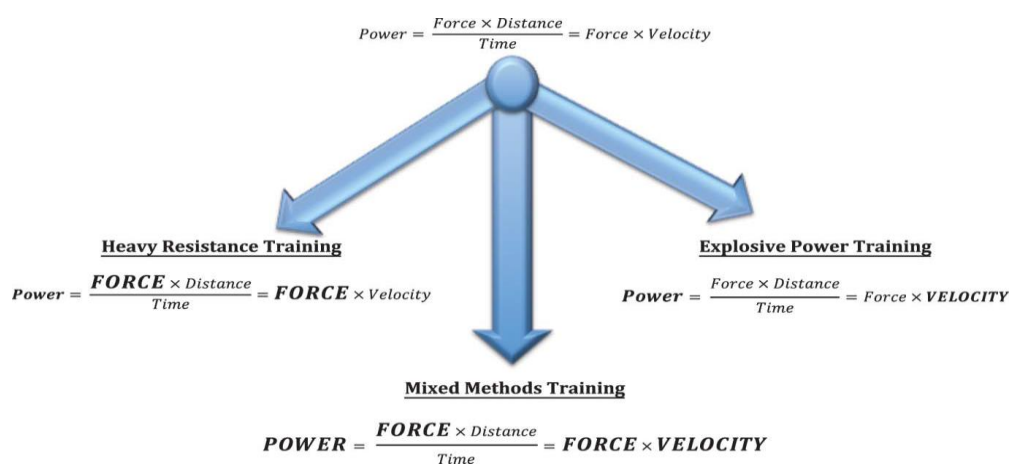 Power = Force × Distance / Time = Force × Velocity
Heavy Resistance Training
Power = FORCE × Distance / Time = FORCE × Velocity
Explosive Power Training
Power = Force × Distance / Time = Force × VELOCITY
Mixed Methods Training
POWER = FORCE × Distance / Time = FORCE × VELOCITY